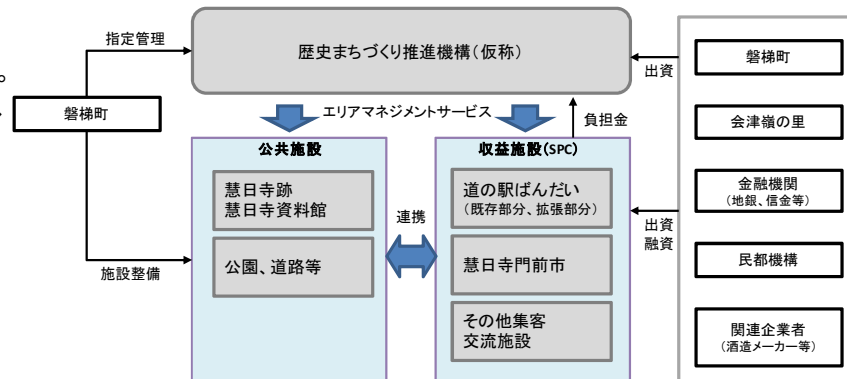 指定管理
歴史まちづくり推進機構（仮称）
出資
磐梯町
。
磐梯町
エリアマネジメントサービス
負担金
会津嶺の里
公共施設
収益施設(SPC)
慧日寺跡
慧日寺資料館
道の駅ばんだい
（既存部分、拡張部分）
金融機関
（地銀、信金等）
連携
出資
融資
公園、道路等
慧日寺門前市
民都機構
施設整備
その他集客
交流施設
関連企業者
（酒造メーカー等）